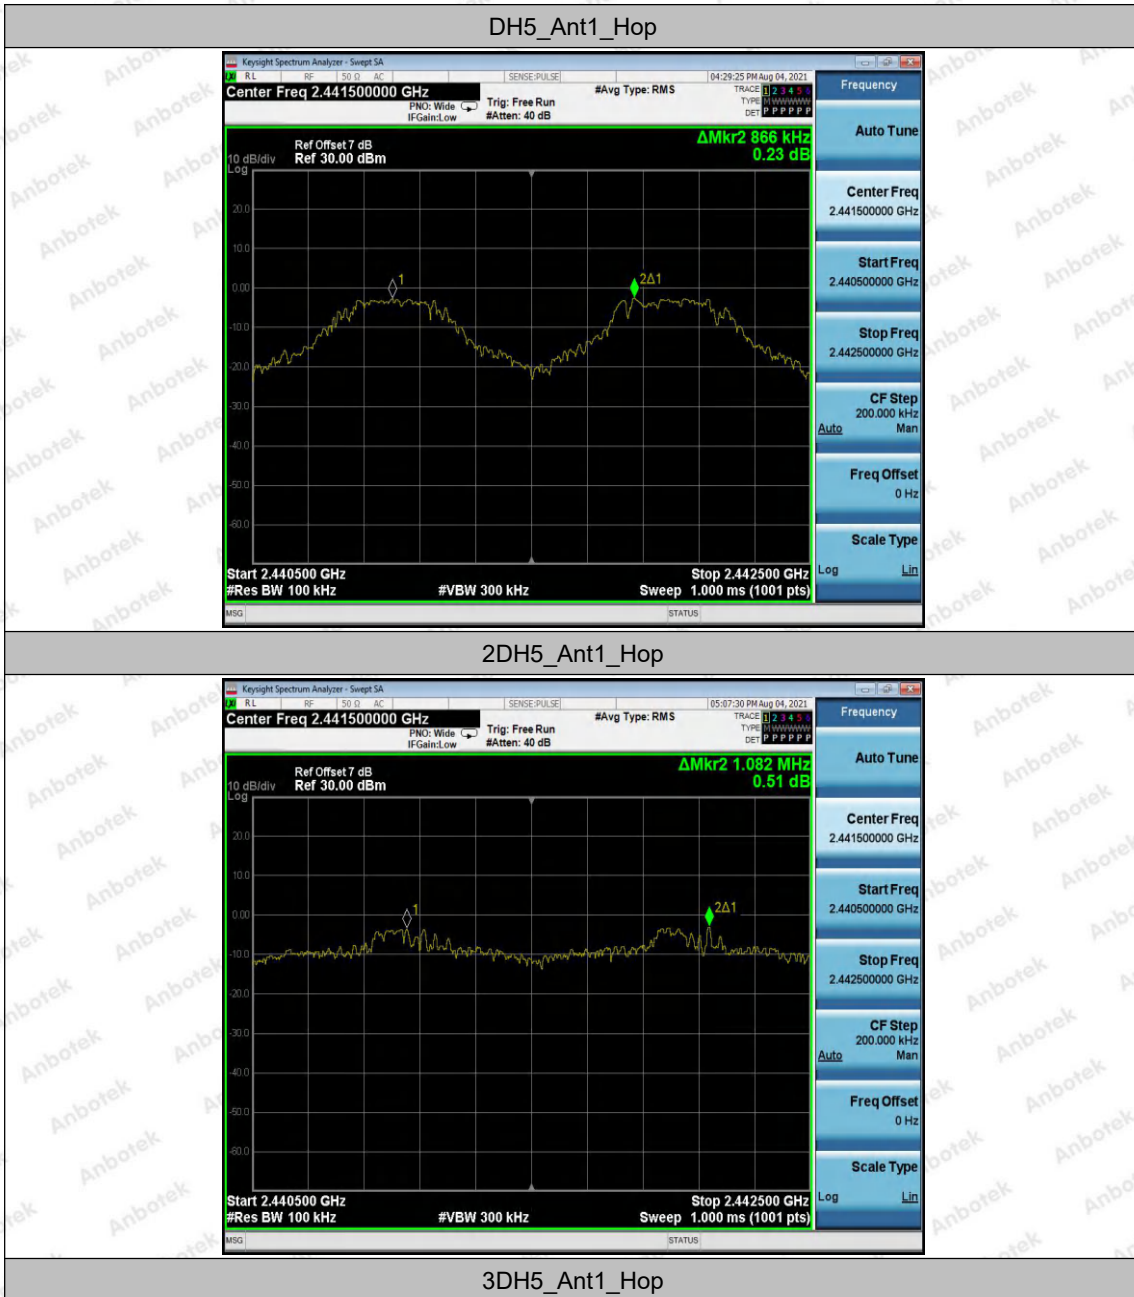 DH5_Ant1_Hop
Keysight Spectrum Analyzer - Swept SA
RL RF 50 Ω AC SENSE:PULSE 04:29:25 PM Aug 04, 2021
Center Freq 2.441500000 GHz #Avg Type: RMS TRACE 1 2 3 4 5 6
PNO: Wide Trig: Free Run TYPE M WWWWW
IFGain:Low #Atten: 40 dB DET P P P P P P
Frequency
Auto Tune
Center Freq
2.441500000 GHz
Start Freq
2.440500000 GHz
Stop Freq
2.442500000 GHz
CF Step
200.000 kHz
Auto Man
Freq Offset
0 Hz
Scale Type
Log Lin
ΔMkr2 866 kHz
0.23 dB
Ref Offset 7 dB
10 dB/div Ref 30.00 dBm
Log
20.0
10.0
0.00
-10.0
-20.0
-30.0
-40.0
-50.0
-60.0
1
2Δ1
Start 2.440500 GHz Stop 2.442500 GHz
#Res BW 100 kHz #VBW 300 kHz Sweep 1.000 ms (1001 pts)
MSG STATUS
2DH5_Ant1_Hop
Keysight Spectrum Analyzer - Swept SA
RL RF 50 Ω AC SENSE:PULSE 05:07:30 PM Aug 04, 2021
Center Freq 2.441500000 GHz #Avg Type: RMS TRACE 1 2 3 4 5 6
PNO: Wide Trig: Free Run TYPE M WWWWW
IFGain:Low #Atten: 40 dB DET P P P P P P
Frequency
Auto Tune
Center Freq
2.441500000 GHz
Start Freq
2.440500000 GHz
Stop Freq
2.442500000 GHz
CF Step
200.000 kHz
Auto Man
Freq Offset
0 Hz
Scale Type
Log Lin
ΔMkr2 1.082 MHz
0.51 dB
Ref Offset 7 dB
10 dB/div Ref 30.00 dBm
Log
20.0
10.0
0.00
-10.0
-20.0
-30.0
-40.0
-50.0
-60.0
1
2Δ1
Start 2.440500 GHz Stop 2.442500 GHz
#Res BW 100 kHz #VBW 300 kHz Sweep 1.000 ms (1001 pts)
MSG STATUS
3DH5_Ant1_Hop
Anbotek